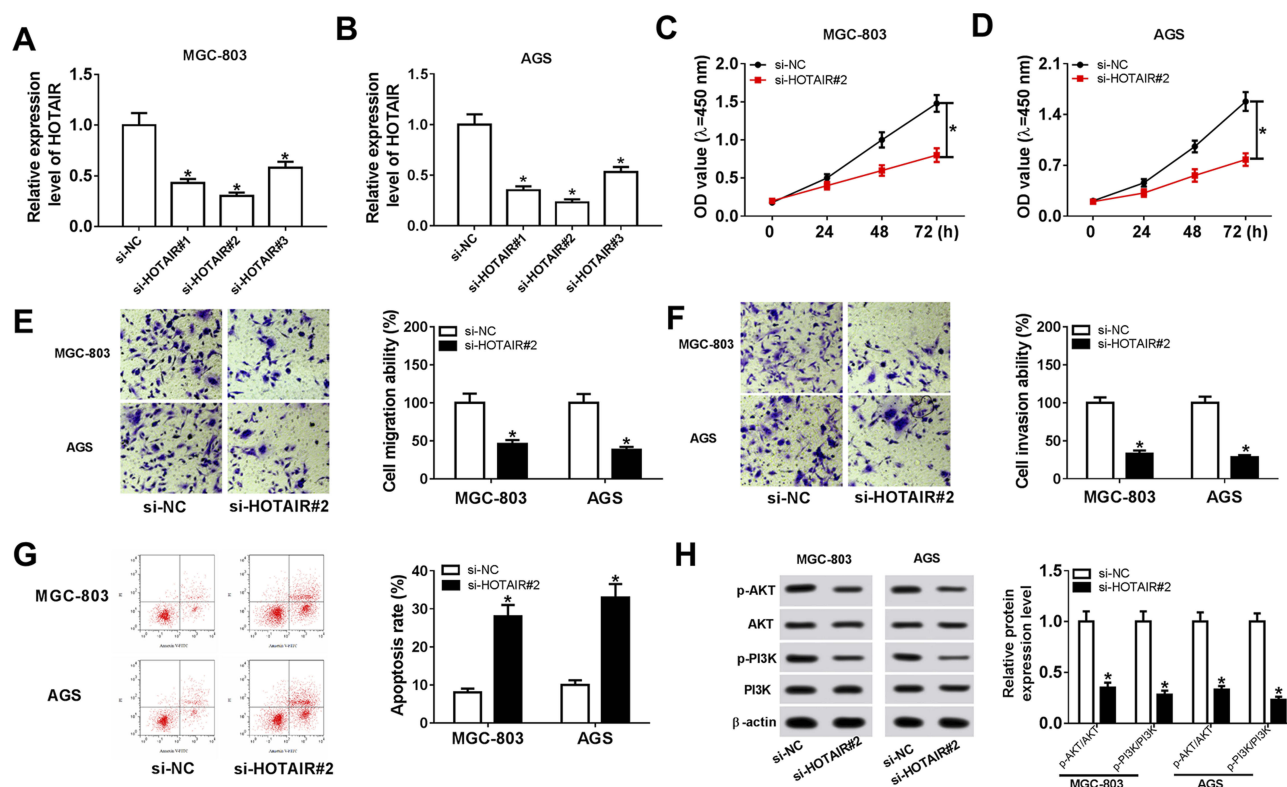 A
MGC-803
Relative expression
level of HOTAIR
1.5
1.0
0.5
0.0
*
*
*
si-NC
si-HOTAIR#1
si-HOTAIR#2
si-HOTAIR#3
B
AGS
Relative expression
level of HOTAIR
1.5
1.0
0.5
0.0
*
*
*
si-NC
si-HOTAIR#1
si-HOTAIR#2
si-HOTAIR#3
C
MGC-803
si-NC
si-HOTAIR#2
OD value (λ=450 nm)
2.0
1.5
1.0
0.5
0.0
*
0 24 48 72 (h)
D
AGS
si-NC
si-HOTAIR#2
OD value (λ=450 nm)
2.1
1.4
0.7
0.0
*
0 24 48 72 (h)
E
MGC-803
AGS
si-NC si-HOTAIR#2
si-NC
si-HOTAIR#2
Cell migration ability (%)
200
150
100
50
0
*
*
MGC-803 AGS
F
MGC-803
AGS
si-NC si-HOTAIR#2
si-NC
si-HOTAIR#2
Cell invasion ability (%)
200
150
100
50
0
*
*
MGC-803 AGS
G
MGC-803
AGS
si-NC si-HOTAIR#2
si-NC
si-HOTAIR#2
Apoptosis rate (%)
40
30
20
10
0
*
*
MGC-803 AGS
H
MGC-803 AGS
p-AKT
AKT
p-PI3K
PI3K
β-actin
si-NC
si-HOTAIR#2
si-NC
si-HOTAIR#2
si-NC
si-HOTAIR#2
Relative protein
expression level
1.5
1.0
0.5
0.0
*
*
*
*
p-AKT/AKT
p-PI3K/PI3K
p-AKT/AKT
p-PI3K/PI3K
MGC-803 AGS